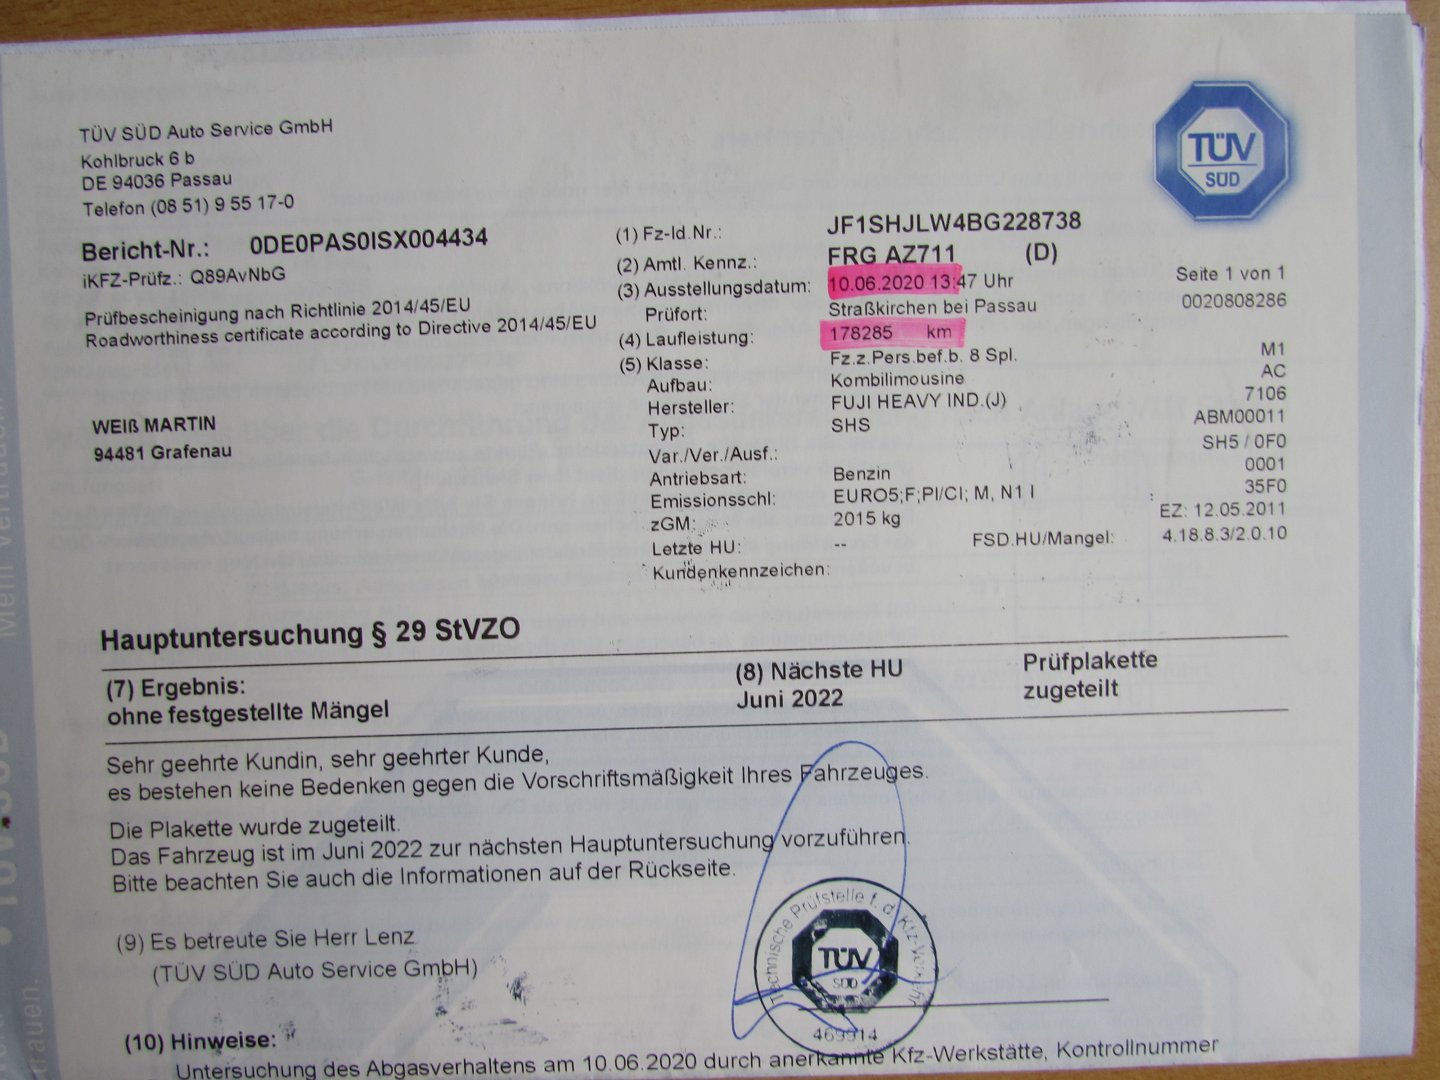 TÜV SÜD Auto Service GmbH
Kohlbruck 6 b
DE 94036 Passau
Telefon (08 51) 9 55 17-0
TÜV
SÜD
Bericht-Nr.: 0DE0PAS0ISX004434
iKFZ-Prüfz.: Q89AvNbG
Prüfbescheinigung nach Richtlinie 2014/45/EU
Roadworthiness certificate according to Directive 2014/45/EU
WEIß MARTIN
94481 Grafenau
(1) Fz-Id.Nr.: JF1SHJLW4BG228738
(2) Amtl. Kennz.: FRG AZ711 (D)
(3) Ausstellungsdatum: 10.06.2020 13:47 Uhr Seite 1 von 1
Prüfort: Straßkirchen bei Passau 0020808286
(4) Laufleistung: 178285 km
(5) Klasse: Fz.z.Pers.bef.b. 8 Spl. M1
Aufbau: Kombilimousine AC
Hersteller: FUJI HEAVY IND.(J) 7106
Typ: SHS ABM00011
Var./Ver./Ausf.: SH5 / 0F0
Antriebsart: Benzin 0001
Emissionsschl: EURO5;F;PI/CI; M, N1 I : 35F0
zGM: 2015 kg EZ: 12.05.2011
Letzte HU: -- FSD.HU/Mangel: 4.18.8.3/2.0.10
Kundenkennzeichen:
Hauptuntersuchung § 29 StVZO
(7) Ergebnis: (8) Nächste HU Prüfplakette
ohne festgestellte Mängel Juni 2022 zugeteilt
Sehr geehrte Kundin, sehr geehrter Kunde,
es bestehen keine Bedenken gegen die Vorschriftsmäßigkeit Ihres Fahrzeuges.
Die Plakette wurde zugeteilt.
Das Fahrzeug ist im Juni 2022 zur nächsten Hauptuntersuchung vorzuführen.
Bitte beachten Sie auch die Informationen auf der Rückseite.
(9) Es betreute Sie Herr Lenz
(TÜV SÜD Auto Service GmbH)
Technische Prüfstelle f. d. Kfz-Verkehr
TÜV
SÜD
469914
(10) Hinweise:
Untersuchung des Abgasverhaltens am 10.06.2020 durch anerkannte Kfz-Werkstätte, Kontrollnummer